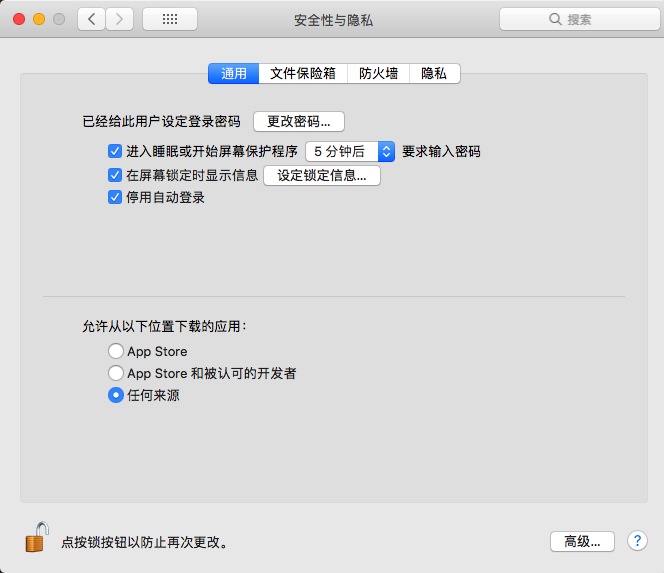 安全性与隐私
搜索
通用 文件保险箱 防火墙 隐私
已经给此用户设定登录密码 更改密码...
进入睡眠或开始屏幕保护程序 5 分钟后 要求输入密码
在屏幕锁定时显示信息 设定锁定信息...
停用自动登录
允许从以下位置下载的应用：
App Store
App Store 和被认可的开发者
任何来源
点按锁按钮以防止再次更改。
高级... ?